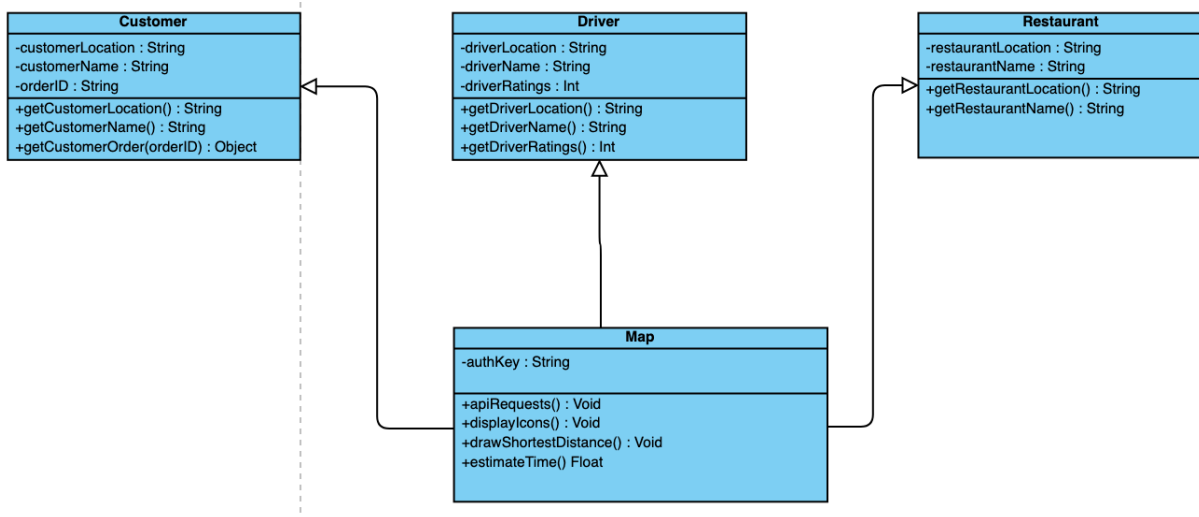 Customer
-customerLocation : String
-customerName : String
-orderID : String
+getCustomerLocation() : String
+getCustomerName() : String
+getCustomerOrder(orderID) : Object
Driver
-driverLocation : String
-driverName : String
-driverRatings : Int
+getDriverLocation() : String
+getDriverName() : String
+getDriverRatings() : Int
Restaurant
-restaurantLocation : String
-restaurantName : String
+getRestaurantLocation() : String
+getRestaurantName() : String
Map
-authKey : String
+apiRequests() : Void
+displayIcons() : Void
+drawShortestDistance() : Void
+estimateTime() Float